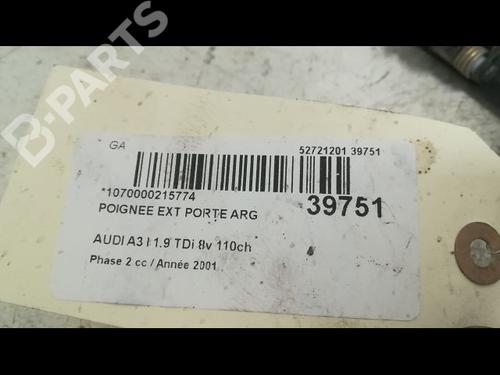 B-PARTS
GA
52721201 39751
*1070000215774
POIGNEE EXT PORTE ARG
39751
AUDI A3 I 1.9 TDi 8v 110ch
Phase 2 cc / Année 2001